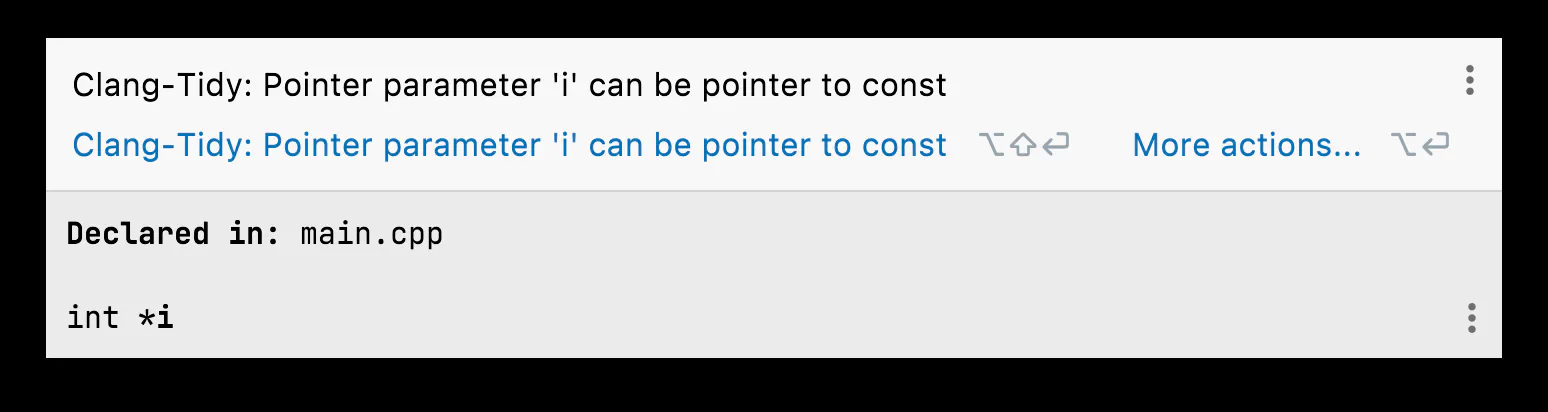 Clang-Tidy: Pointer parameter 'i' can be pointer to const
Clang-Tidy: Pointer parameter 'i' can be pointer to const ⌥⇧⏎ More actions... ⌥⏎
Declared in: main.cpp
int *i